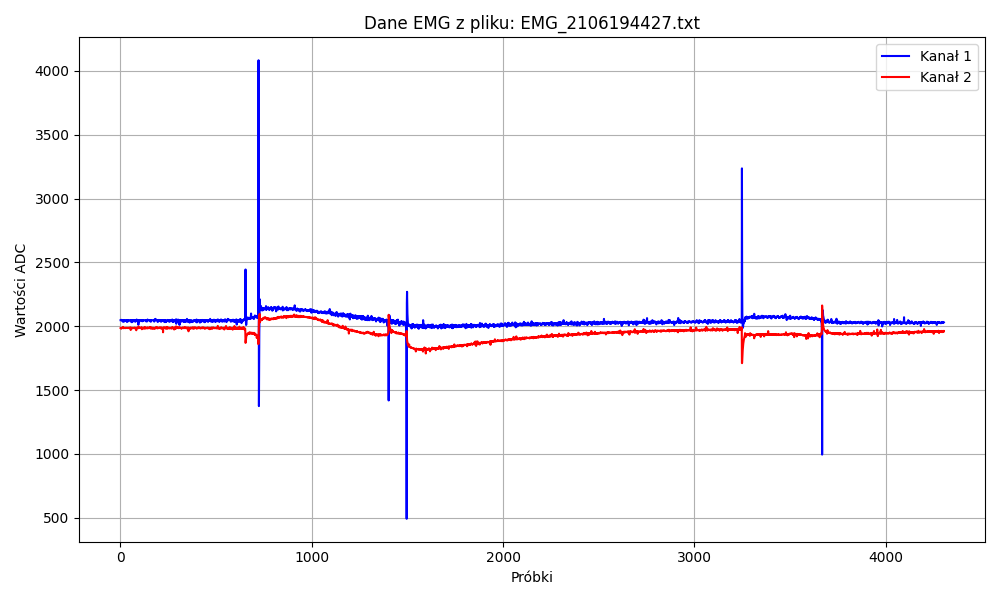 Dane EMG z pliku: EMG_2106194427.txt
Kanał 1
Kanał 2
Wartości ADC
4000
3500
3000
2500
2000
1500
1000
500
0
1000
2000
3000
4000
Próbki